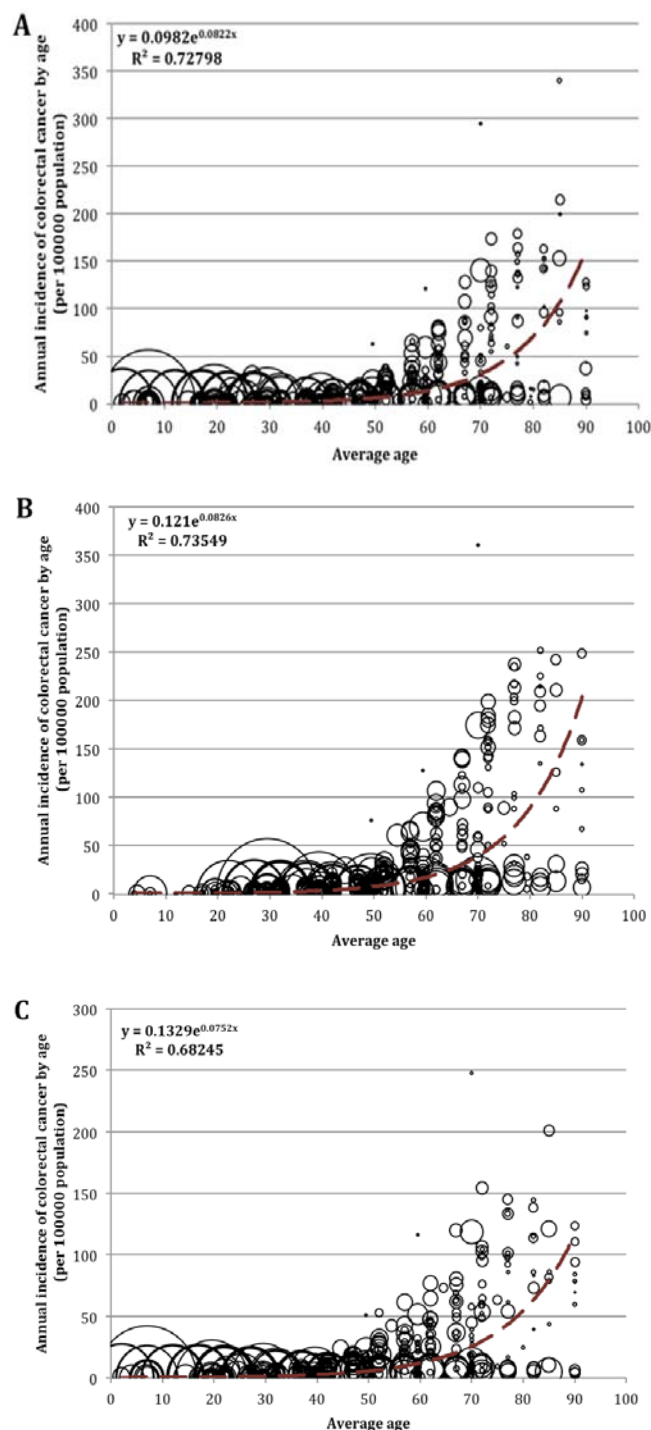 A
400
y = 0.0982e^0.0822x
R² = 0.72798
350
300
250
200
150
100
50
0
Annual incidence of colorectal cancer by age
(per 100000 population)
0 10 20 30 40 50 60 70 80 90 100
Average age
B
400
y = 0.121e^0.0826x
R² = 0.73549
350
300
250
200
150
100
50
0
Annual incidence of colorectal cancer by age
(per 100000 population)
0 10 20 30 40 50 60 70 80 90 100
Average age
C
300
y = 0.1329e^0.0752x
R² = 0.68245
250
200
150
100
50
0
Annual incidence of colorectal cancer by age
(per 100000 population)
0 10 20 30 40 50 60 70 80 90 100
Average age